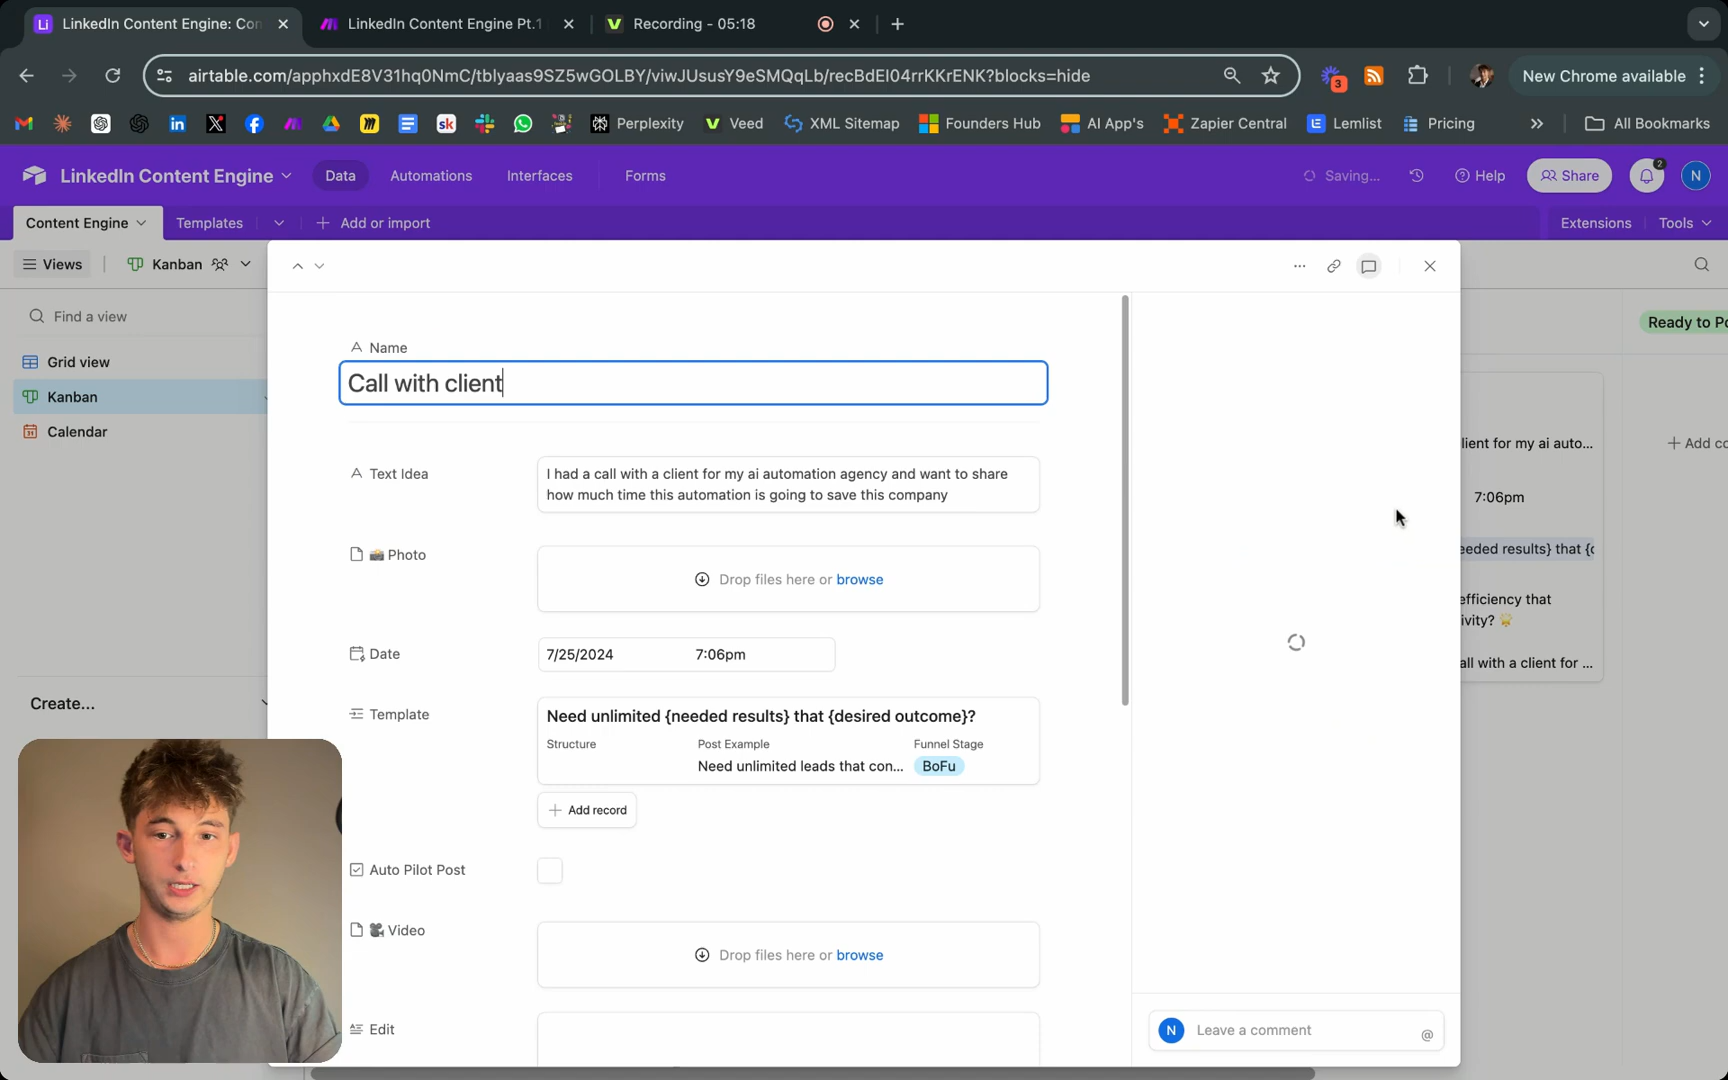 LinkedIn Content Engine: Con
LinkedIn Content Engine Pt.1
Recording - 05:18
airtable.com/apphxdE8V31hq0NmC/tblyaas9SZ5wGOLBY/viwJUsusY9eSMQqLb/recBdEI04rrKKrENK?blocks=hide
3
New Chrome available
Perplexity
Veed
XML Sitemap
Founders Hub
AI App's
Zapier Central
Lemlist
Pricing
All Bookmarks
LinkedIn Content Engine
Data
Automations
Interfaces
Forms
Saving...
Help
Share
2
N
Content Engine
Templates
Add or import
Extensions
Tools
Views
Kanban
Find a view
Grid view
Kanban
Calendar
Create...
Name
Call with client
Text Idea
I had a call with a client for my ai automation agency and want to share
how much time this automation is going to save this company
Photo
Drop files here or browse
Date
7/25/2024
7:06pm
Template
Need unlimited {needed results} that {desired outcome}?
Structure
Post Example
Funnel Stage
Need unlimited leads that con...
BoFu
Add record
Auto Pilot Post
Video
Drop files here or browse
Edit
N
Leave a comment
@
Ready to Po
lient for my ai auto...
Add co
7:06pm
eeded results} that {d
efficiency that
ivity?
all with a client for ...